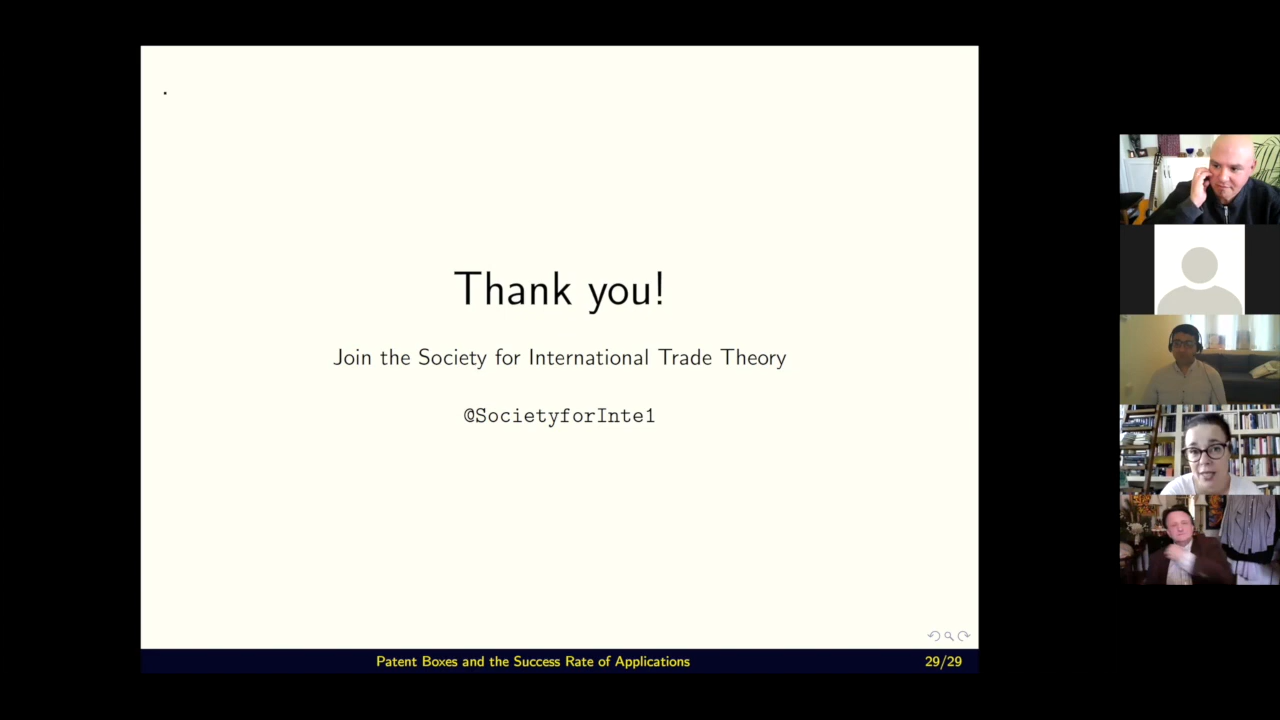 .
Thank you!
Join the Society for International Trade Theory
@SocietyforInte1
Patent Boxes and the Success Rate of Applications
29/29